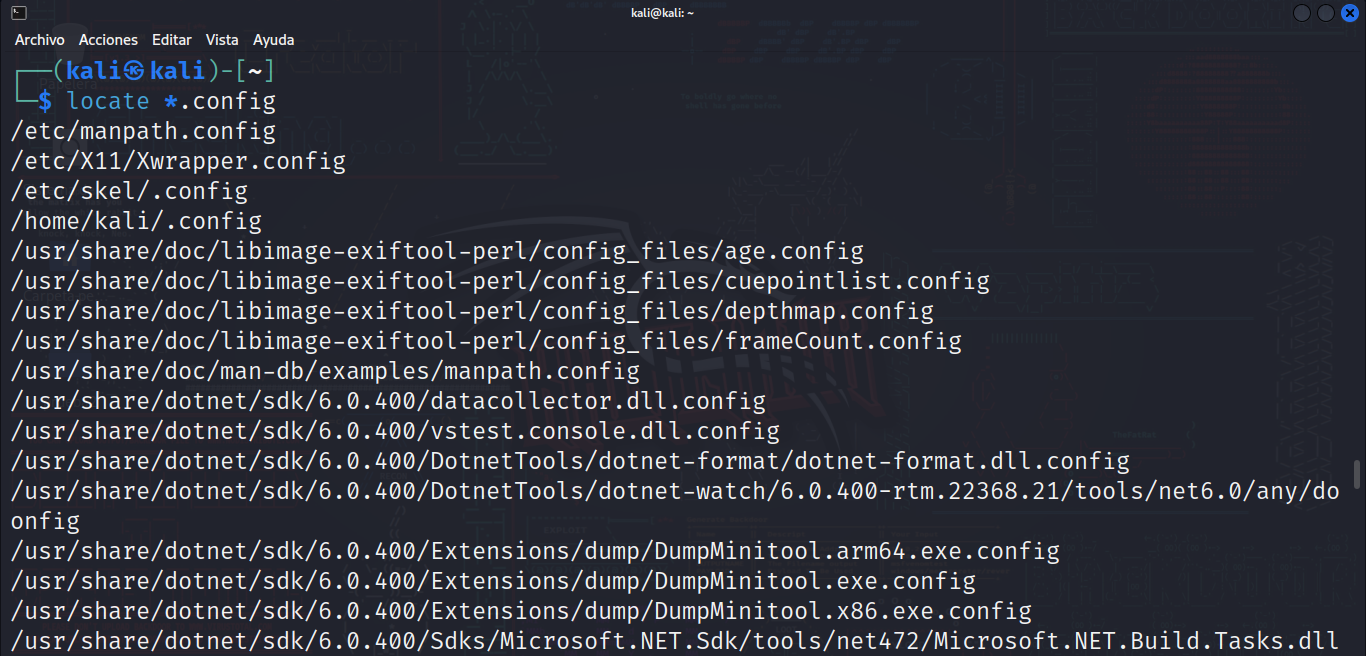 kali@kali: ~
Archivo Acciones Editar Vista Ayuda
┌──(kali㉿kali)-[~]
└─$ locate *.config
/etc/manpath.config
/etc/X11/Xwrapper.config
/etc/skel/.config
/home/kali/.config
/usr/share/doc/libimage-exiftool-perl/config_files/age.config
/usr/share/doc/libimage-exiftool-perl/config_files/cuepointlist.config
/usr/share/doc/libimage-exiftool-perl/config_files/depthmap.config
/usr/share/doc/libimage-exiftool-perl/config_files/frameCount.config
/usr/share/doc/man-db/examples/manpath.config
/usr/share/dotnet/sdk/6.0.400/datacollector.dll.config
/usr/share/dotnet/sdk/6.0.400/vstest.console.dll.config
/usr/share/dotnet/sdk/6.0.400/DotnetTools/dotnet-format/dotnet-format.dll.config
/usr/share/dotnet/sdk/6.0.400/DotnetTools/dotnet-watch/6.0.400-rtm.22368.21/tools/net6.0/any/do
onfig
/usr/share/dotnet/sdk/6.0.400/Extensions/dump/DumpMinitool.arm64.exe.config
/usr/share/dotnet/sdk/6.0.400/Extensions/dump/DumpMinitool.exe.config
/usr/share/dotnet/sdk/6.0.400/Extensions/dump/DumpMinitool.x86.exe.config
/usr/share/dotnet/sdk/6.0.400/Sdks/Microsoft.NET.Sdk/tools/net472/Microsoft.NET.Build.Tasks.dll